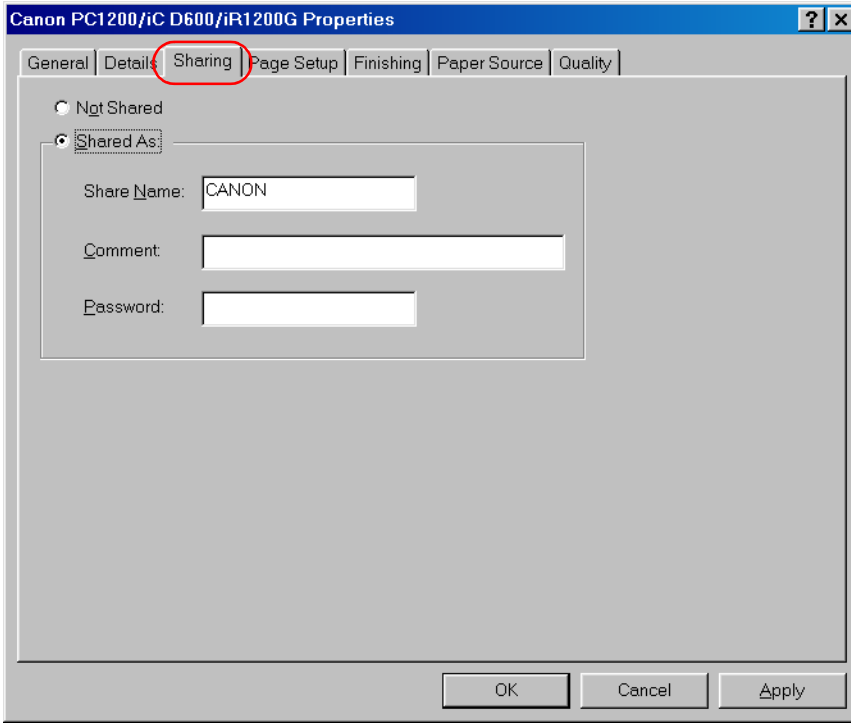 Canon PC1200/iC D600/iR1200G Properties
General Details Sharing Page Setup Finishing Paper Source Quality
Not Shared
Shared As:
Share Name: CANON
Comment:
Password:
OK Cancel Apply